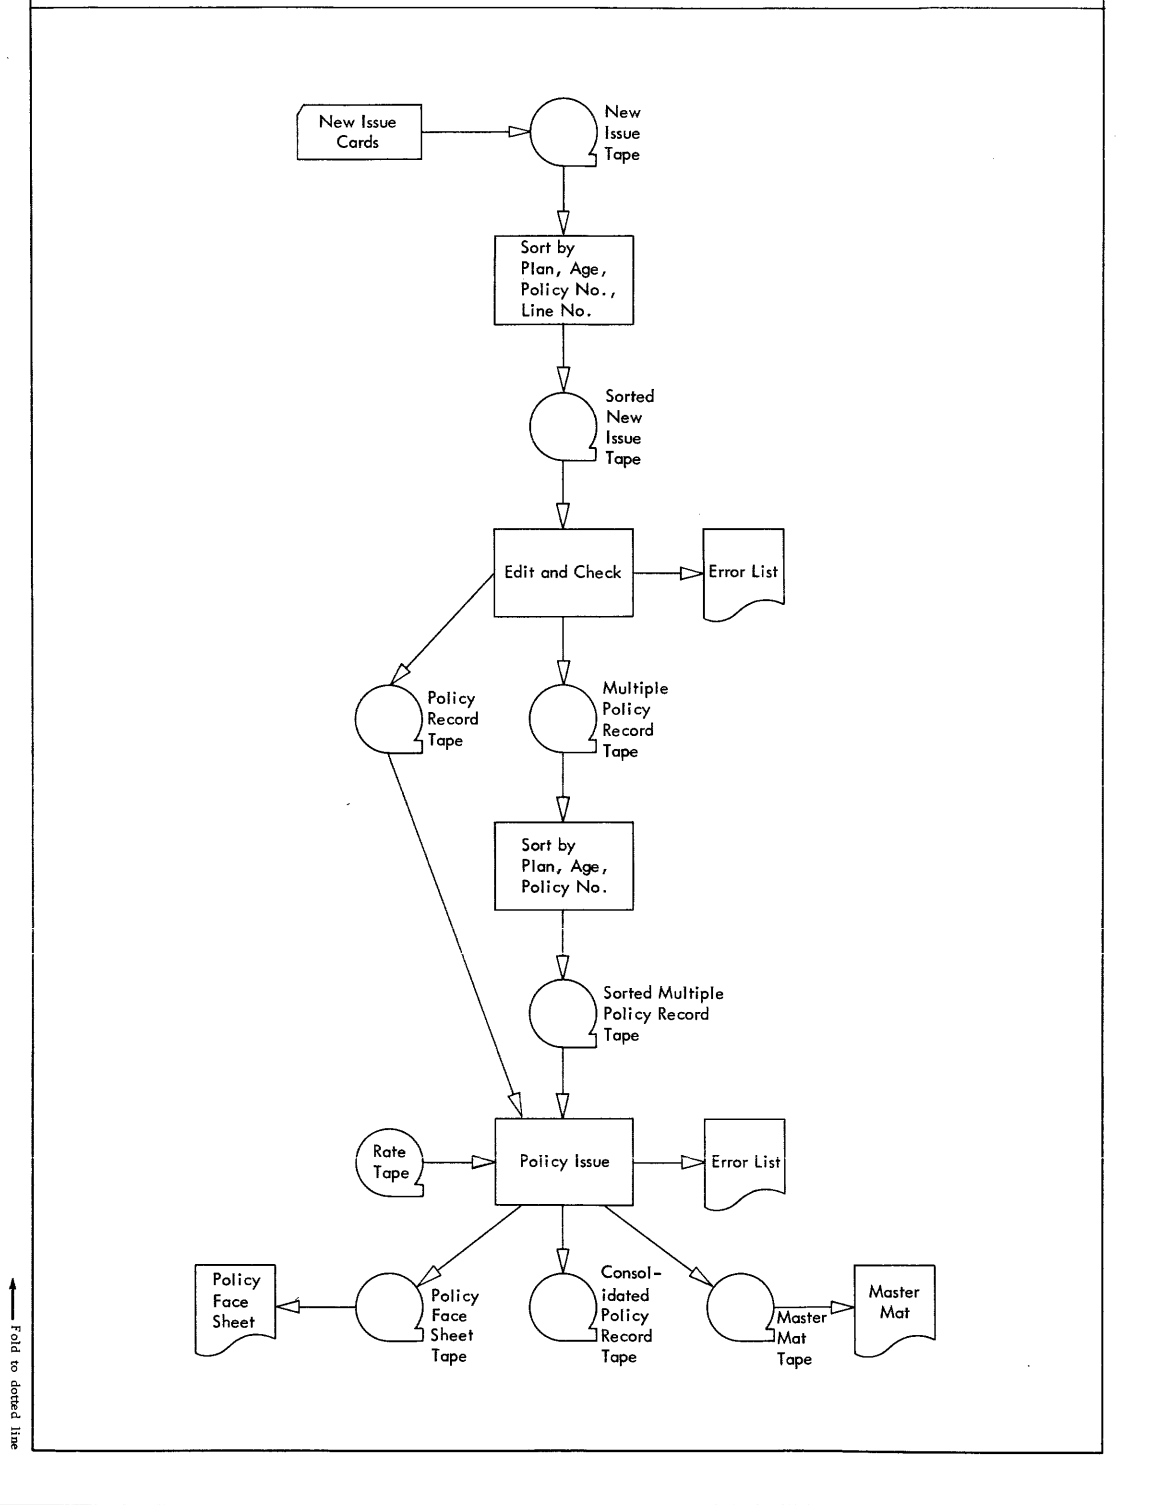 New Issue
Cards
New
Issue
Tape
Sort by
Plan, Age,
Policy No.,
Line No.
Sorted
New
Issue
Tape
Edit and Check
Error List
Policy
Record
Tape
Multiple
Policy
Record
Tape
Sort by
Plan, Age,
Policy No.
Sorted Multiple
Policy Record
Tape
Rate
Tape
Policy Issue
Error List
Policy
Face
Sheet
Policy
Face
Sheet
Tape
Consol-
idated
Policy
Record
Tape
Master
Mat
Tape
Master
Mat
Fold to dotted line